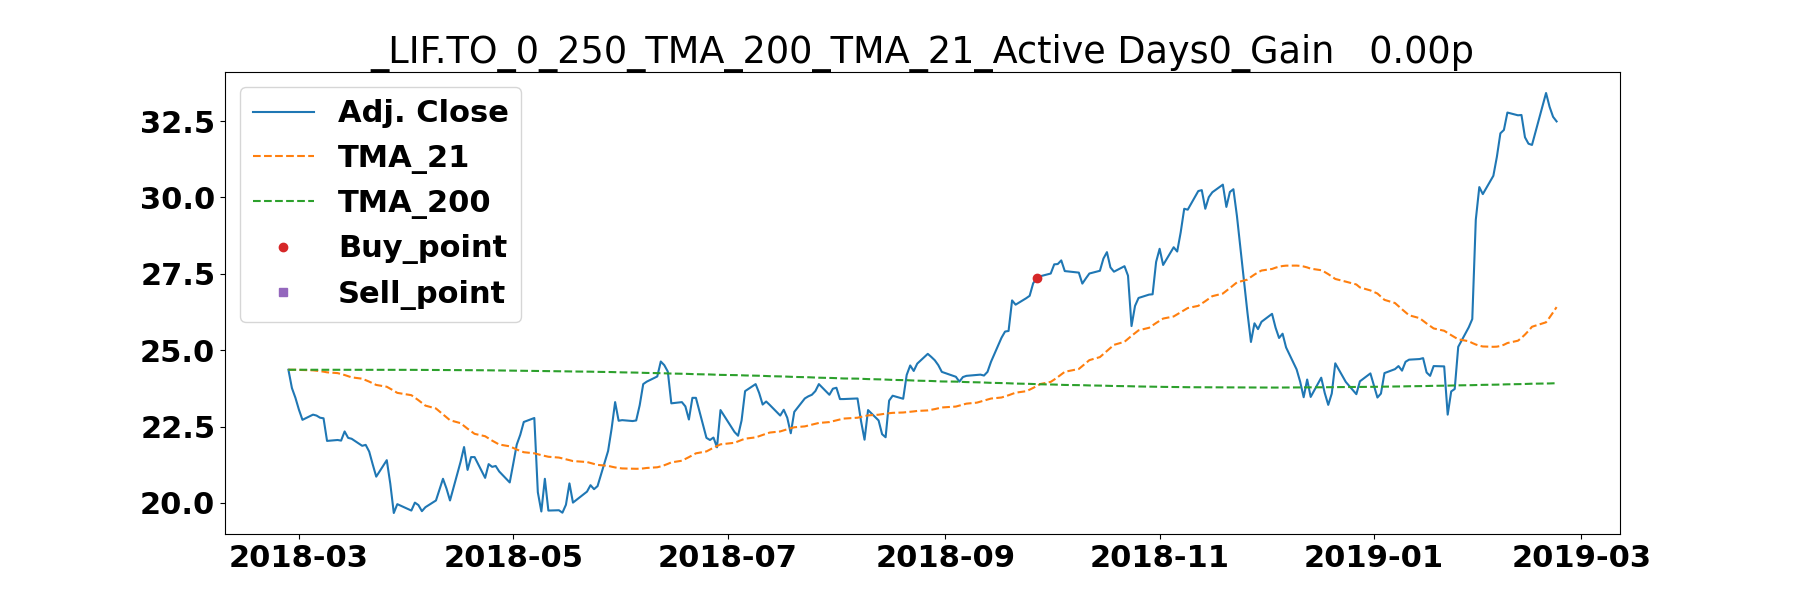 _LIF.TO_0_250_TMA_200_TMA_21_Active Days0_Gain   0.00p
Adj. Close
TMA_21
TMA_200
Buy_point
Sell_point
32.5
30.0
27.5
25.0
22.5
20.0
2018-03 2018-05 2018-07 2018-09 2018-11 2019-01 2019-03